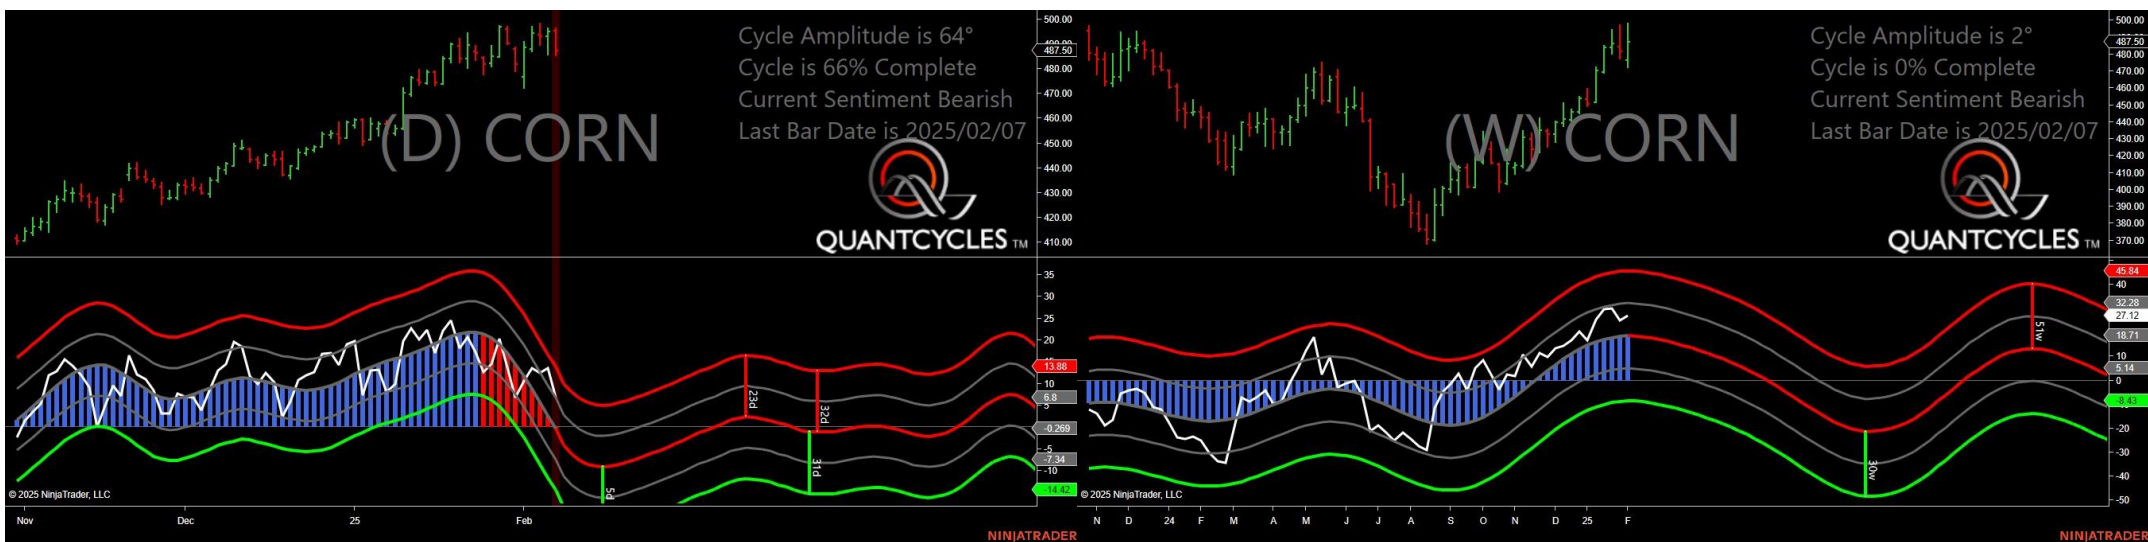 Cycle Amplitude is 64°
Cycle is 66% Complete
Current Sentiment Bearish
Last Bar Date is 2025/02/07
(D) CORN
QUANTCYCLES TM
500.00
487.50
480.00
470.00
460.00
450.00
440.00
430.00
420.00
410.00
35
30
25
20
13.88
10
6.8
5
-0.269
-5
-7.34
-10
-14.42
5d
23d
31d
32d
© 2025 NinjaTrader, LLC
Nov
Dec
25
Feb
NINJATRADER
Cycle Amplitude is 2°
Cycle is 0% Complete
Current Sentiment Bearish
Last Bar Date is 2025/02/07
(W) CORN
QUANTCYCLES TM
500.00
487.50
480.00
470.00
460.00
450.00
440.00
430.00
420.00
410.00
400.00
390.00
380.00
370.00
45.84
40
32.28
27.12
18.71
10
5.14
0
-8.43
-20
-30
-40
-50
30w
51w
© 2025 NinjaTrader, LLC
N D 24 F M A M J J A S O N D 25 F
NINJATRADER